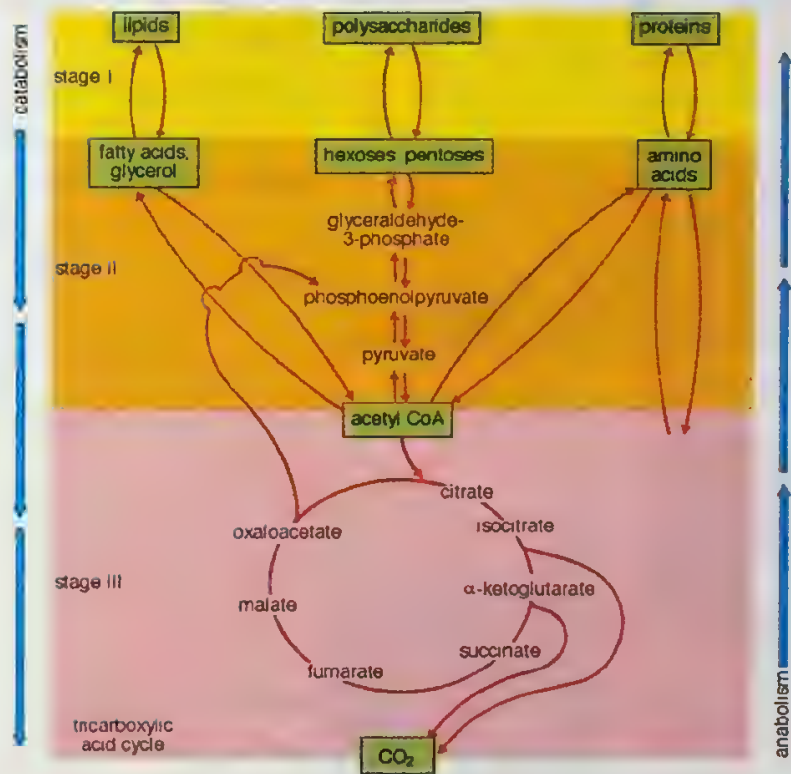 lipids
polysaccharides
proteins
catabolism
stage I
fatty acids,
glycerol
hexoses pentoses
amino
acids
glyceraldehyde-
3-phosphate
stage II
phosphoenolpyruvate
pyruvate
acetyl CoA
citrate
isocitrate
oxaloacetate
stage III
α-ketoglutarate
malate
succinate
fumarate
tricarboxylic
acid cycle
CO₂
anabolism